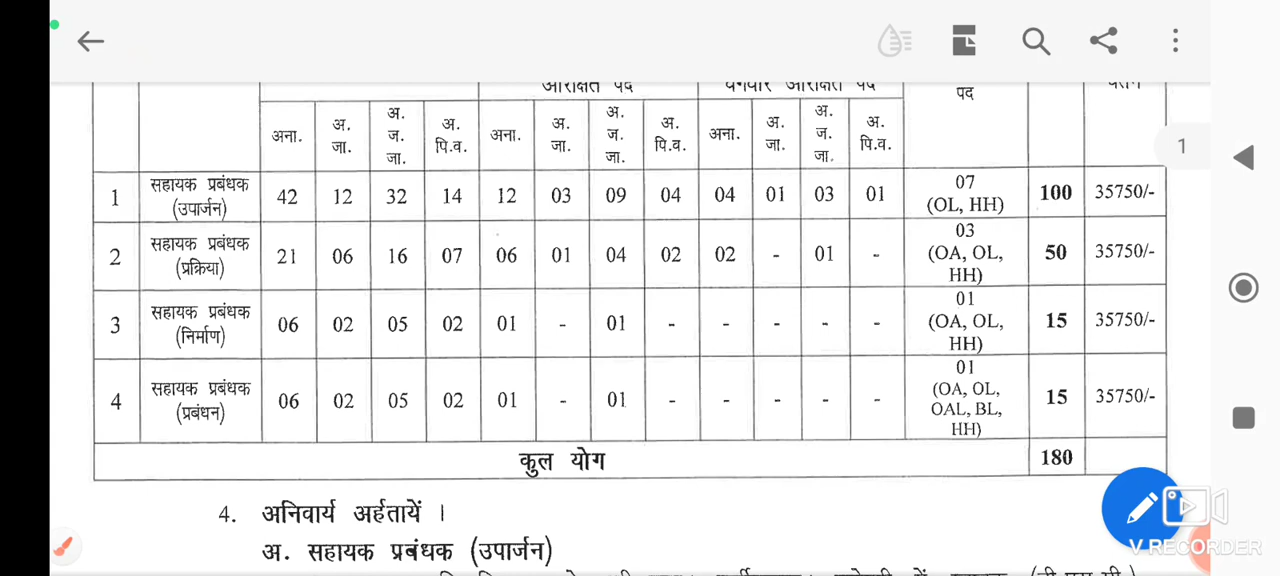 आरक्षित पद वर्गवार आरक्षित पद पद वेतन
अना. अ. जा. अ. ज. जा. अ. पि.व. अना. अ. जा. अ. ज. जा. अ. पि.व. अना. अ. जा. अ. ज. जा. अ. पि.व.
1
1 सहायक प्रबंधक (उपार्जन) 42 12 32 14 12 03 09 04 04 01 03 01 07 (OL, HH) 100 35750/-
2 सहायक प्रबंधक (प्रक्रिया) 21 06 16 07 06 01 04 02 02 - 01 - 03 (OA, OL, HH) 50 35750/-
3 सहायक प्रबंधक (निर्माण) 06 02 05 02 01 - 01 - - - - - 01 (OA, OL, HH) 15 35750/-
4 सहायक प्रबंधक (प्रबंधन) 06 02 05 02 01 - 01 - - - - - 01 (OA, OL, OAL, BL, HH) 15 35750/-
कुल योग 180
4. अनिवार्य अर्हतायें ।
अ. सहायक प्रबंधक (उपार्जन)
V RECORDER